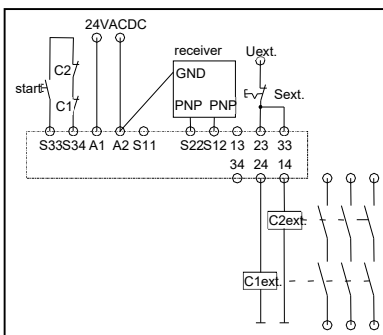 24VACDC
receiver
Uext.
C2
GND
start
Sext.
C1
PNP PNP
S33 S34 A1 A2 S11 S22 S12 13 23 33
34 24 14
C2ext.
C1ext.